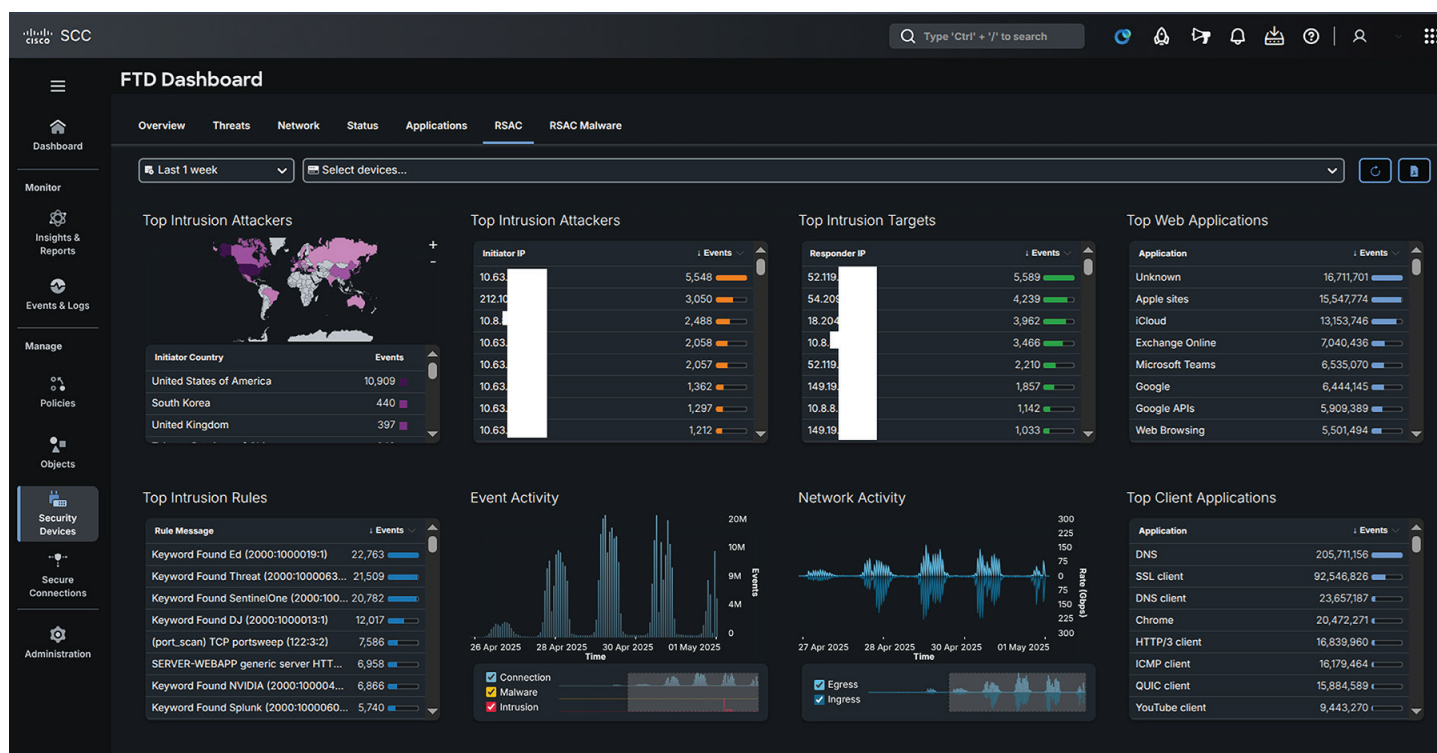 CISCO SCC
Type 'Ctrl' + '/' to search
FTD Dashboard
Overview Threats Network Status Applications RSAC RSAC Malware
Last 1 week Select devices...
Dashboard
Monitor
Insights &
Reports
Events & Logs
Manage
Policies
Objects
Security
Devices
Secure
Connections
Administration
Top Intrusion Attackers
Initiator Country Events
United States of America 10,909
South Korea 440
United Kingdom 397
Top Intrusion Attackers
Initiator IP ↓ Events
10.63. 5,548
212.10 3,050
10.8. 2,488
10.63. 2,058
10.63. 2,057
10.63. 1,362
10.63. 1,297
10.63. 1,212
Top Intrusion Targets
Responder IP ↓ Events
52.119. 5,589
54.209 4,239
18.204 3,962
10.8. 3,466
52.119. 2,210
149.19. 1,857
10.8.8. 1,142
149.19. 1,033
Top Web Applications
Application ↓ Events
Unknown 16,711,701
Apple sites 15,547,774
iCloud 13,153,746
Exchange Online 7,040,436
Microsoft Teams 6,535,070
Google 6,444,145
Google APIs 5,909,389
Web Browsing 5,501,494
Top Intrusion Rules
Rule Message ↓ Events
Keyword Found Ed (2000:1000019:1) 22,763
Keyword Found Threat (2000:1000063... 21,509
Keyword Found SentinelOne (2000:100... 20,782
Keyword Found DJ (2000:1000013:1) 12,017
(port_scan) TCP portsweep (122:3:2) 7,586
SERVER-WEBAPP generic server HTT... 6,958
Keyword Found NVIDIA (2000:100004... 6,866
Keyword Found Splunk (2000:1000060... 5,740
Event Activity
20M
10M
9M
4M
0
Events
26 Apr 2025 28 Apr 2025 30 Apr 2025 01 May 2025
Time
Connection
Malware
Intrusion
Network Activity
300
225
150
75
0
75
150
225
300
Rate (Gbps)
27 Apr 2025 28 Apr 2025 30 Apr 2025 01 May 2025
Time
Egress
Ingress
Top Client Applications
Application ↓ Events
DNS 205,711,156
SSL client 92,546,826
DNS client 23,657,187
Chrome 20,472,271
HTTP/3 client 16,839,960
ICMP client 16,179,464
QUIC client 15,884,589
YouTube client 9,443,270